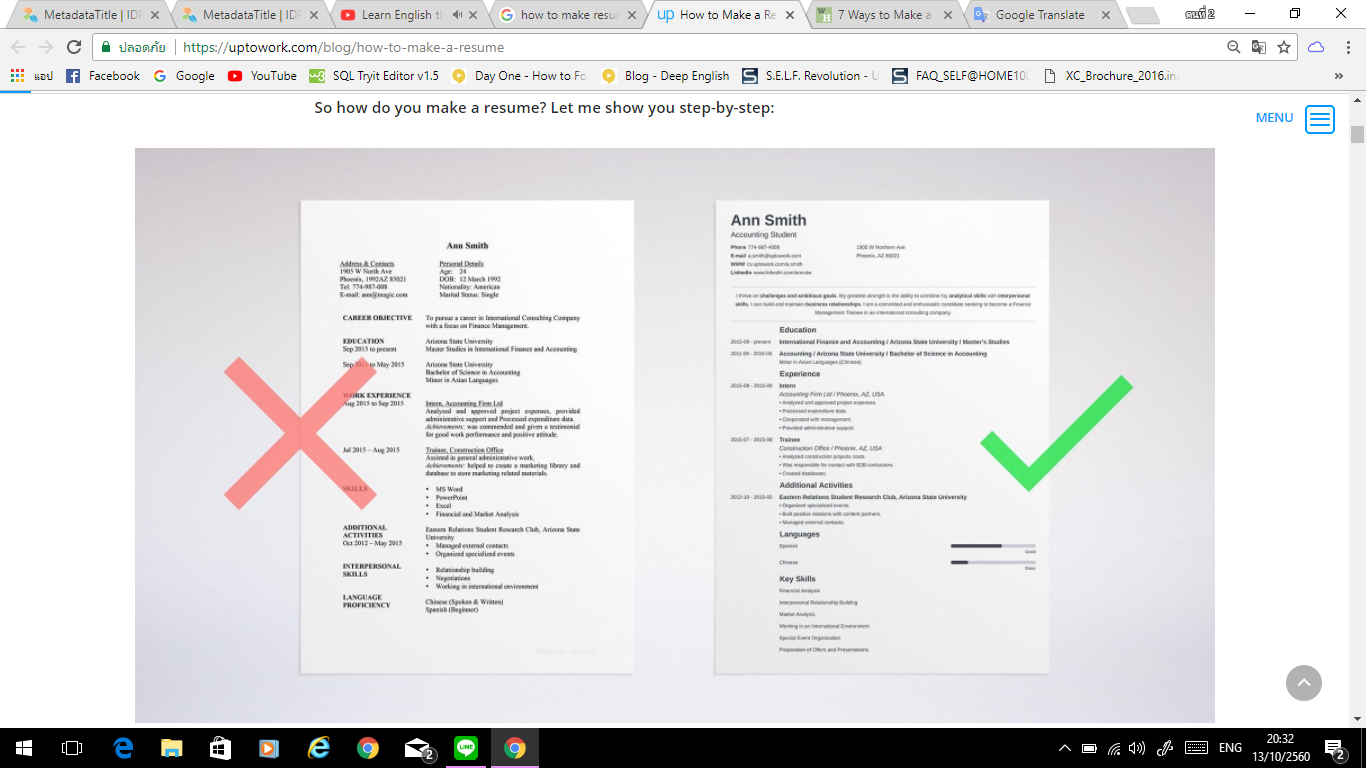 MetadataTitle | IDP
MetadataTitle | IDP
Learn English th
how to make resum
How to Make a Re
7 Ways to Make a
Google Translate
คนที่ 2
ปลอดภัย
https://uptowork.com/blog/how-to-make-a-resume
แอป
Facebook
Google
YouTube
SQL Tryit Editor v1.5
Day One - How to Fo
Blog - Deep English
S.E.L.F. Revolution - U
FAQ_SELF@HOME100
XC_Brochure_2016.in
»
So how do you make a resume? Let me show you step-by-step:
MENU
Ann Smith
Address & Contacts
1905 W North Ave
Phoenix, 1992AZ 85021
Tel: 774-987-008
E-mail: ann@magic.com
Personal Details
Age: 24
DOB: 12 March 1992
Nationality: American
Marital Status: Single
CAREER OBJECTIVE
To pursue a career in International Consulting Company
with a focus on Finance Management.
EDUCATION
Sep 2015 to present
Arizona State University
Master Studies in International Finance and Accounting
Sep to May 2015
Arizona State University
Bachelor of Science in Accounting
Minor in Asian Languages
WORK EXPERIENCE
Aug 2015 to Sep 2015
Intern, Accounting Firm Ltd
Analysed and approved project expenses, provided
administrative support and Processed expenditure data.
Achievements: was commended and given a testimonial
for good work performance and positive attitude.
Jul 2015 – Aug 2015
Trainee, Construction Office
Assisted in general administrative work.
Achievements: helped to create a marketing library and
database to store marketing related materials.
SKILLS
• MS Word
• PowerPoint
• Excel
• Financial and Market Analysis
ADDITIONAL
ACTIVITIES
Oct 2012 – May 2015
Eastern Relations Student Research Club, Arizona State
University
• Managed external contacts
• Organized specialized events
INTERPERSONAL
SKILLS
• Relationship building
• Negotiations
• Working in international environment
LANGUAGE
PROFICIENCY
Chinese (Spoken & Written)
Spanish (Beginner)
Ann Smith
Accounting Student
Phone 774-987-4009
E-mail a.smith@uptowork.com
WWW cv.uptowork.com/a.smith
LinkedIn www.linkedin.com/annutw
1905 W Northern Ave
Phoenix, AZ 85021
I thrive on challenges and ambitious goals. My greatest strength is the ability to combine my analytical skills with interpersonal
skills. I can build and maintain business relationships. I am a committed and enthusiastic candidate seeking to become a Finance
Management Trainee in an international consulting company.
Education
2015-09 - present International Finance and Accounting / Arizona State University / Master's Studies
2011-09 - 2015-05 Accounting / Arizona State University / Bachelor of Science in Accounting
Minor in Asian Languages (Chinese)
Experience
2015-08 - 2015-09 Intern
Accounting Firm Ltd / Phoenix, AZ, USA
• Analyzed and approved project expenses.
• Processed expenditure data.
• Cooperated with management.
• Provided administrative support.
2015-07 - 2015-08 Trainee
Construction Office / Phoenix, AZ, USA
• Analyzed construction projects costs.
• Was responsible for contact with B2B contractors.
• Created databases.
Additional Activities
2012-10 - 2015-05 Eastern Relations Student Research Club, Arizona State University
• Organized specialized events.
• Built positive relations with content partners.
• Managed external contacts.
Languages
Spanish
Good
Chinese
Basic
Key Skills
Financial Analysis
Interpersonal Relationship Building
Market Analysis
Working in an International Environment
Special Event Organization
Preparation of Offers and Presentations
2
LINE
ENG
20:32
13/10/2560
2